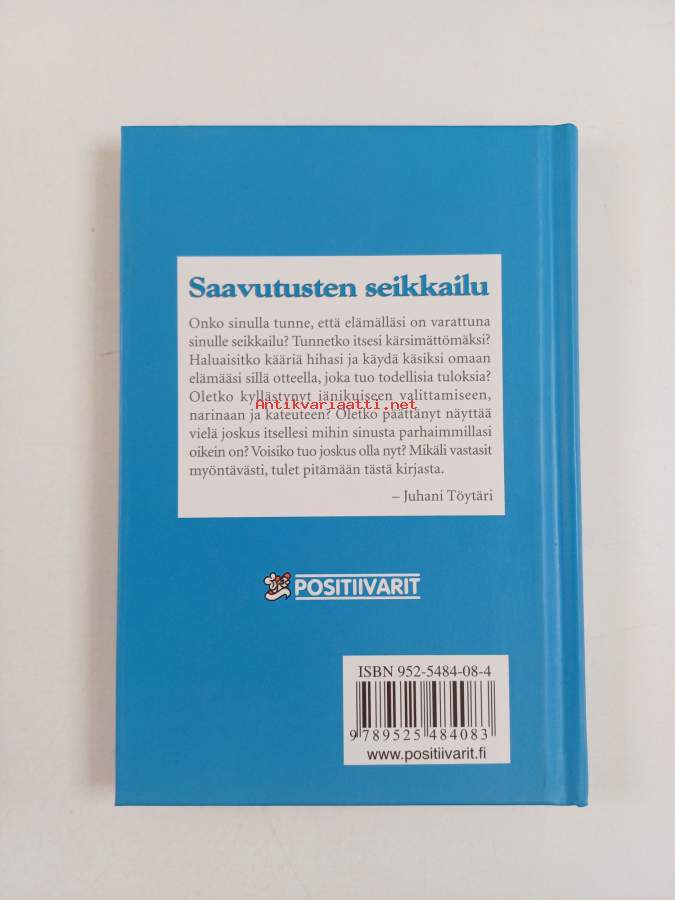 Saavutusten seikkailu
Onko sinulla tunne, että elämälläsi on varattuna
sinulle seikkailu? Tunnetko itsesi kärsimättömäksi?
Haluaisitko kääriä hihasi ja käydä käsiksi omaan
elämääsi sillä otteella, joka tuo todellisia tuloksia?
Oletko kyllästynyt iänikuiseen valittamiseen,
Antikvariaatti.net
narinaan ja kateuteen? Oletko päättänyt näyttää
vielä joskus itsellesi mihin sinusta parhaimmillasi
oikein on? Voisiko tuo joskus olla nyt? Mikäli vastasit
myöntävästi, tulet pitämään tästä kirjasta.
– Juhani Töytäri
POSITIIVARIT
ISBN 952-5484-08-4
9 789525 484083
www.positiivarit.fi